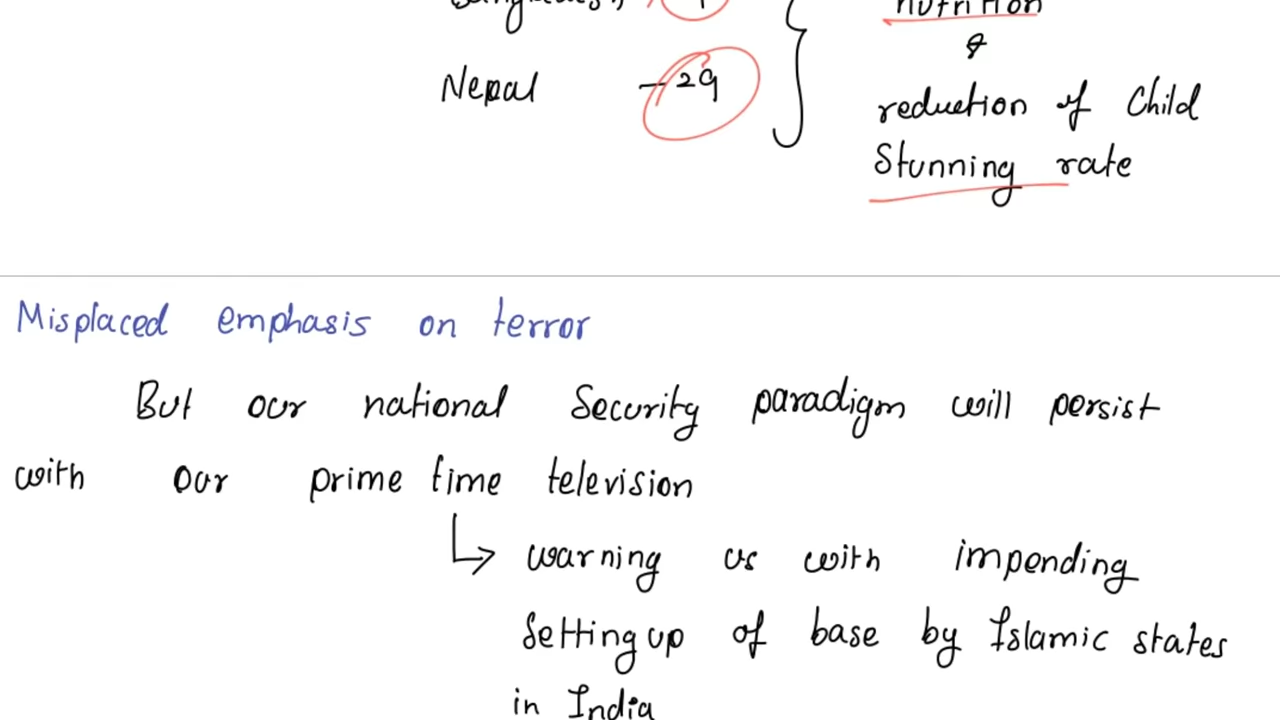 nutrition
Nepal - 29
&
reduction of Child
Stunning rate
Misplaced emphasis on terror
But our national Security paradigm will persist
with our prime time television
↳ warning us with impending
Setting up of base by Islamic states
in India